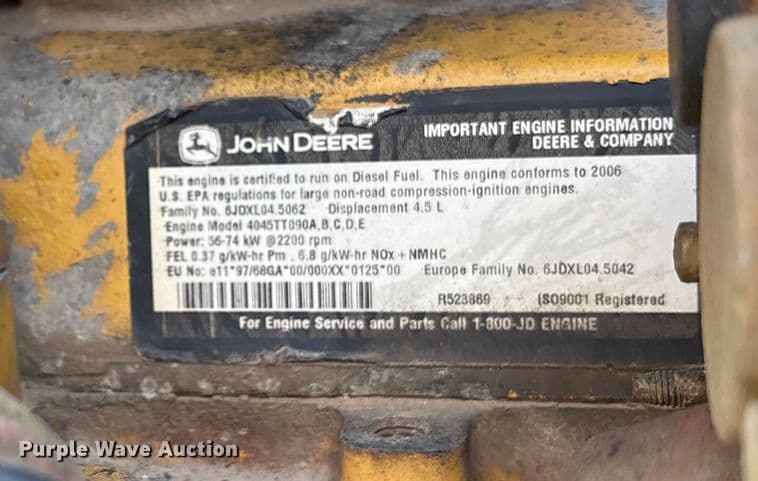 JOHN DEERE
IMPORTANT ENGINE INFORMATION
DEERE & COMPANY
This engine is certified to run on Diesel Fuel. This engine conforms to 2006
U.S. EPA regulations for large non-road compression-ignition engines.
Family No. 6JDXL04.5062 Displacement 4.5 L
Engine Model 4045TT090A,B,C,D,E
Power: 56-74 kW @2200 rpm
FEL 0.37 g/kW-hr Pm , 6.8 g/kW-hr NOx + NMHC
EU No: e11*97/68GA*00/000XX*0125*00 Europe Family No. 6JDXL04.5042
R523869 ISO9001 Registered
For Engine Service and Parts Call 1-800-JD ENGINE
Purple Wave Auction